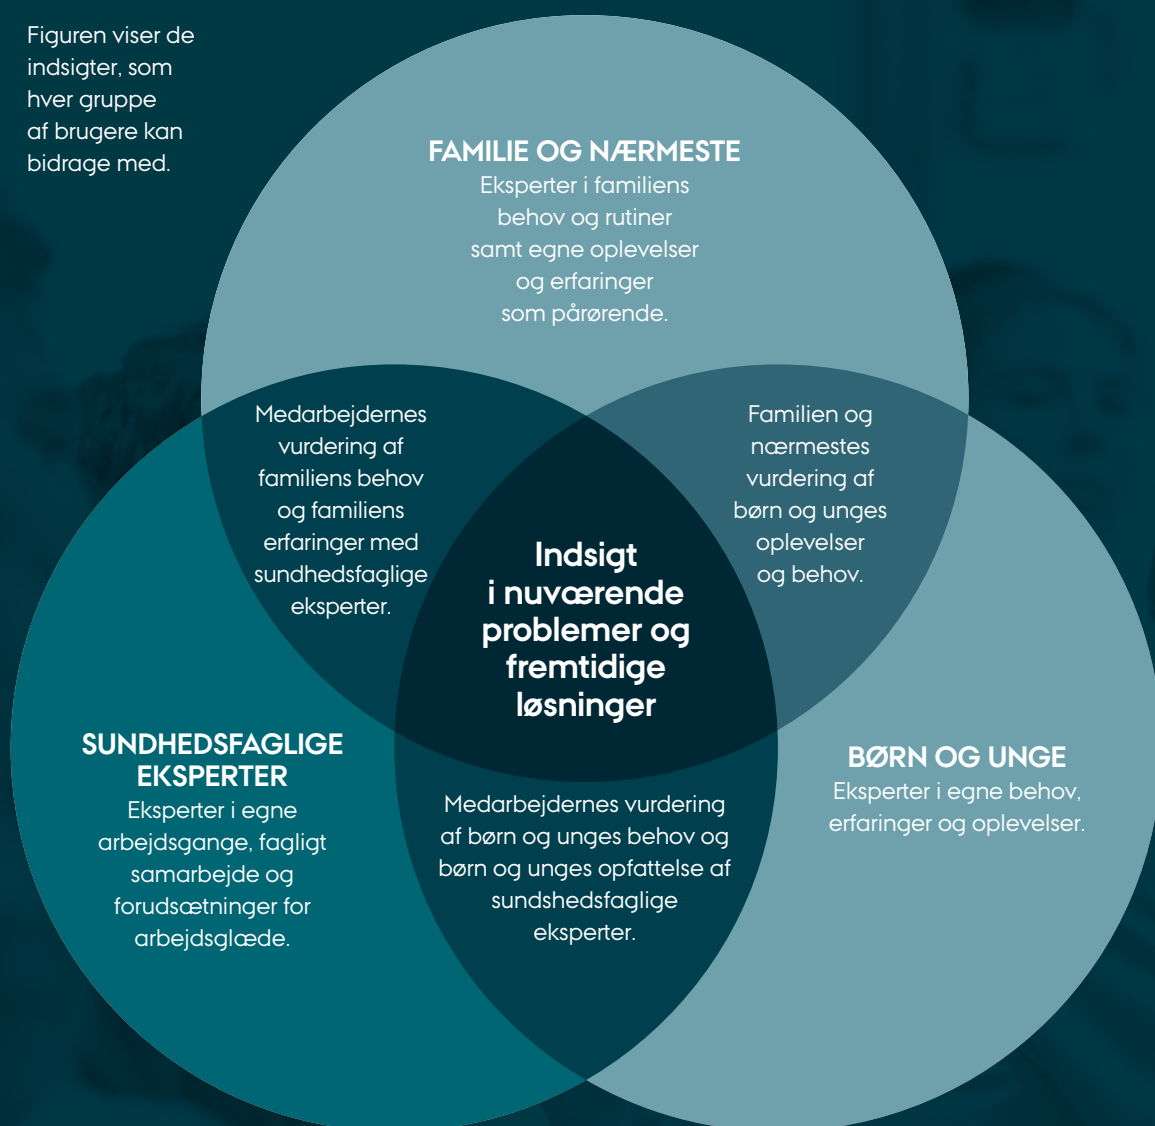 Figuren viser de
indsigter, som
hver gruppe
af brugere kan
bidrage med.
FAMILIE OG NÆRMESTE
Eksperter i familiens
behov og rutiner
samt egne oplevelser
og erfaringer
som pårørende.
Medarbejdernes
vurdering af
familiens behov
og familiens
erfaringer med
sundhedsfaglige
eksperter.
Familien og
nærmestes
vurdering af
børn og unges
oplevelser
og behov.
Indsigt
i nuværende
problemer og
fremtidige
løsninger
SUNDHEDSFAGLIGE
EKSPERTER
Eksperter i egne
arbejdsgange, fagligt
samarbejde og
forudsætninger for
arbejdsglæde.
Medarbejdernes vurdering
af børn og unges behov og
børn og unges opfattelse af
sundshedsfaglige
eksperter.
BØRN OG UNGE
Eksperter i egne behov,
erfaringer og oplevelser.